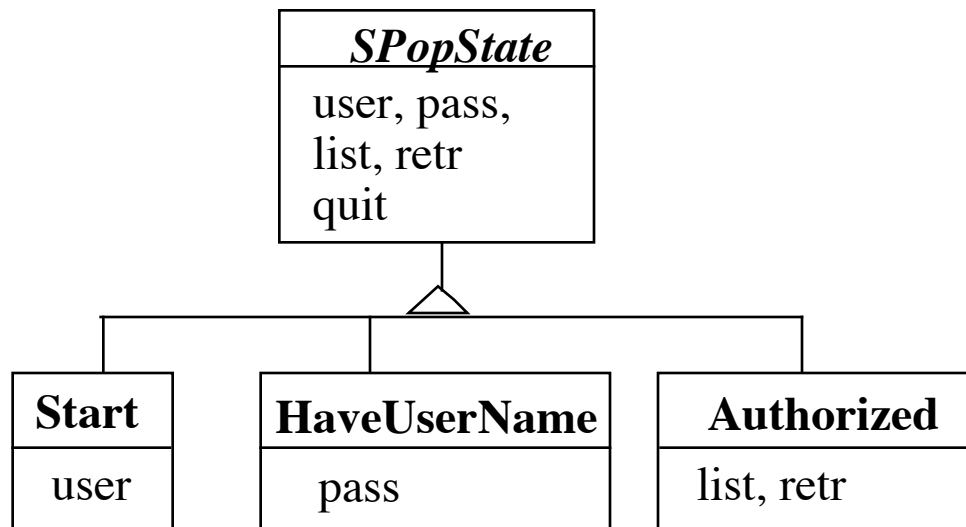 SPopState
user, pass,
list, retr
quit
Start
HaveUserName
Authorized
user
pass
list, retr